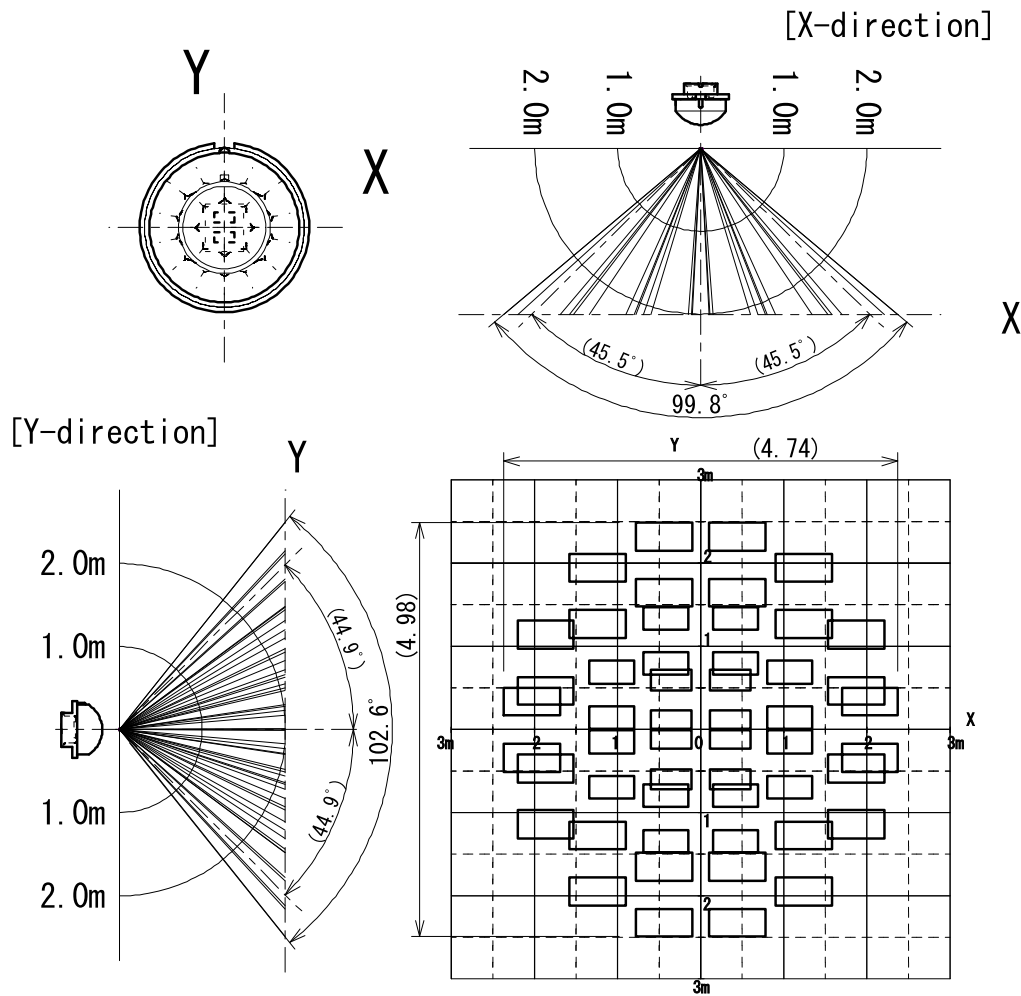 [X-direction]
Y
X
2.0m
1.0m
1.0m
2.0m
X
(45.5°)
(45.5°)
99.8°
[Y-direction]
Y
2.0m
1.0m
1.0m
2.0m
(44.9°)
102.6°
(44.9°)
Y
(4.74)
3m
(4.98)
2
1
X
3m
2
1
0
1
2
3m
1
2
3m